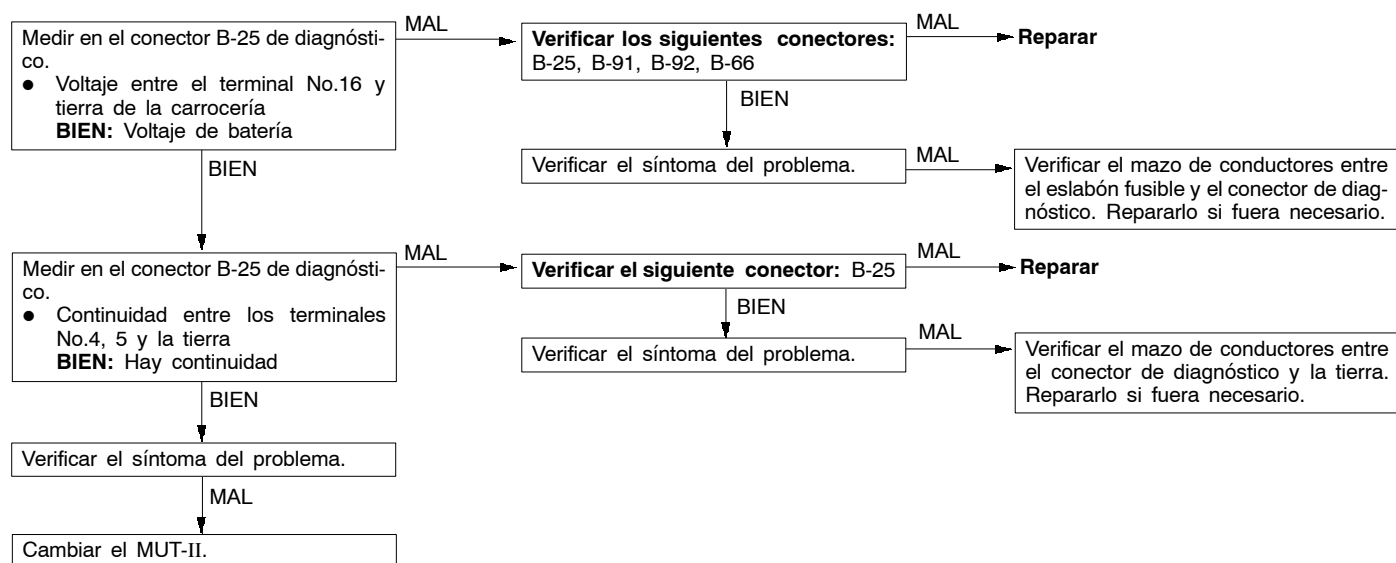 Medir en el conector B-25 de diagnósti-
co.
● Voltaje entre el terminal No.16 y
tierra de la carrocería
BIEN: Voltaje de batería
MAL
Verificar los siguientes conectores:
B-25, B-91, B-92, B-66
MAL
Reparar
BIEN
Verificar el síntoma del problema.
MAL
Verificar el mazo de conductores entre
el eslabón fusible y el conector de diag-
nóstico. Repararlo si fuera necesario.
BIEN
Medir en el conector B-25 de diagnósti-
co.
● Continuidad entre los terminales
No.4, 5 y la tierra
BIEN: Hay continuidad
MAL
Verificar el siguiente conector: B-25
MAL
Reparar
BIEN
Verificar el síntoma del problema.
MAL
Verificar el mazo de conductores entre
el conector de diagnóstico y la tierra.
Repararlo si fuera necesario.
BIEN
Verificar el síntoma del problema.
MAL
Cambiar el MUT-II.